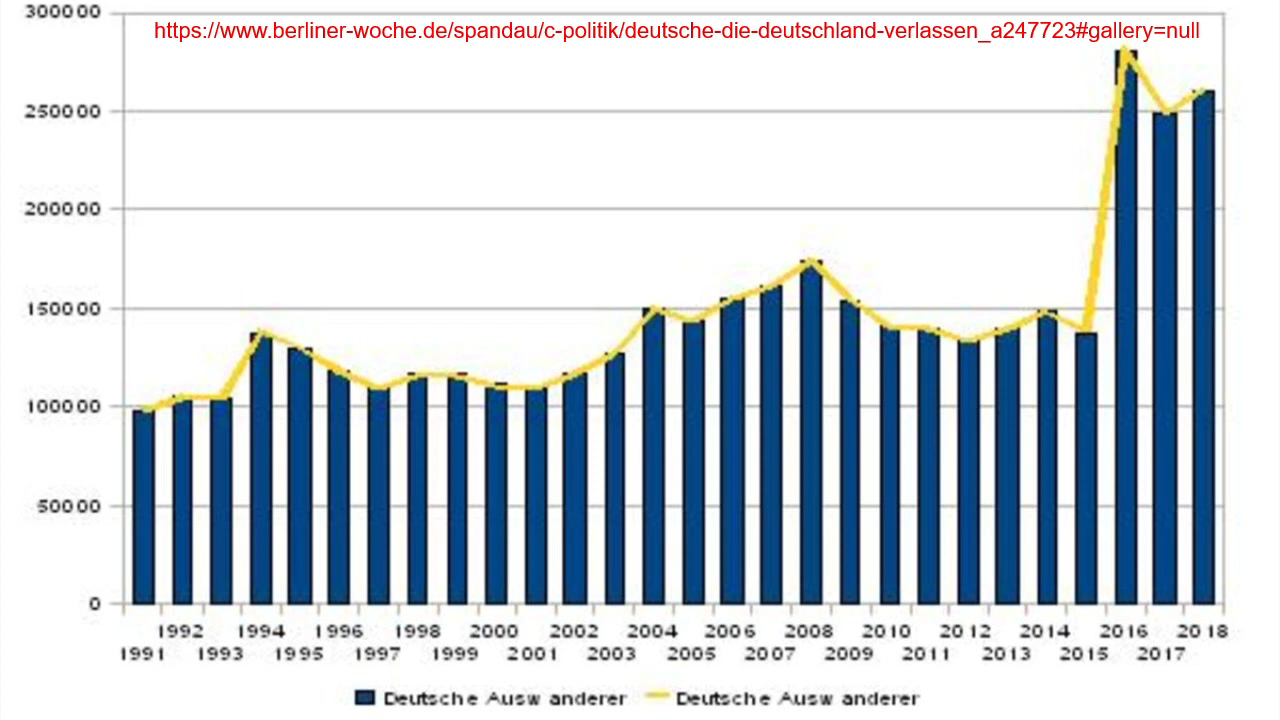 300000
https://www.berliner-woche.de/spandau/c-politik/deutsche-die-deutschland-verlassen_a247723#gallery=null
250000
200000
150000
100000
50000
0
1992 1994 1996 1998 2000 2002 2004 2006 2008 2010 2012 2014 2016 2018
1991 1993 1995 1997 1999 2001 2003 2005 2007 2009 2011 2013 2015 2017
Deutsche Ausw anderer Deutsche Ausw anderer